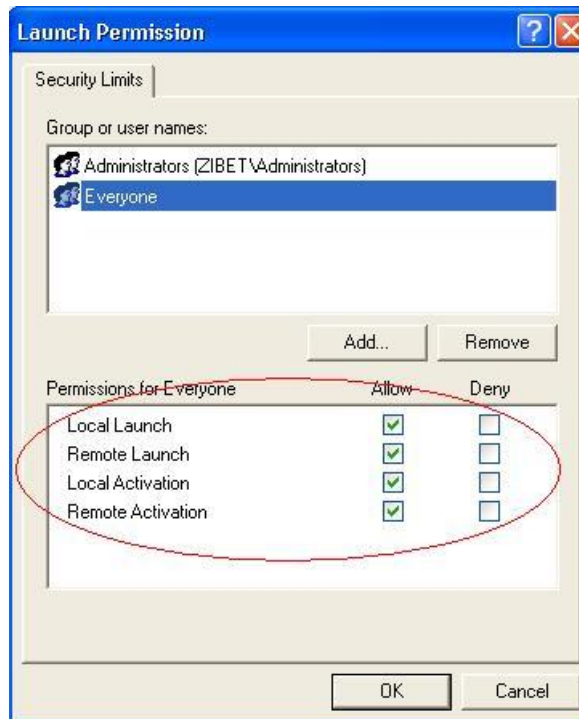 Launch Permission
Security Limits
Group or user names:
Administrators (ZIBET\Administrators)
Everyone
Add... Remove
Permissions for Everyone Allow Deny
Local Launch
Remote Launch
Local Activation
Remote Activation
OK Cancel